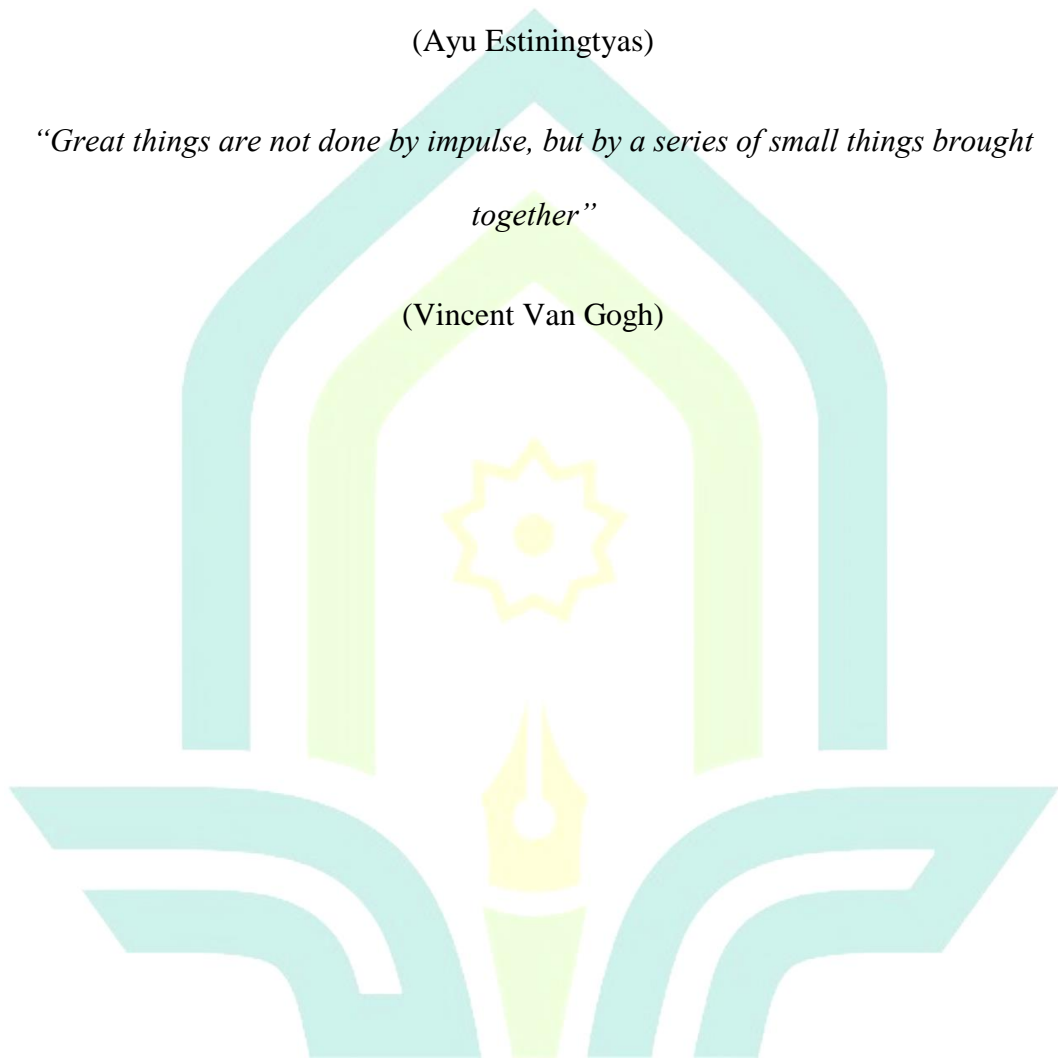 (Ayu Estiningtyas)
“Great things are not done by impulse, but by a series of small things brought
together”
(Vincent Van Gogh)